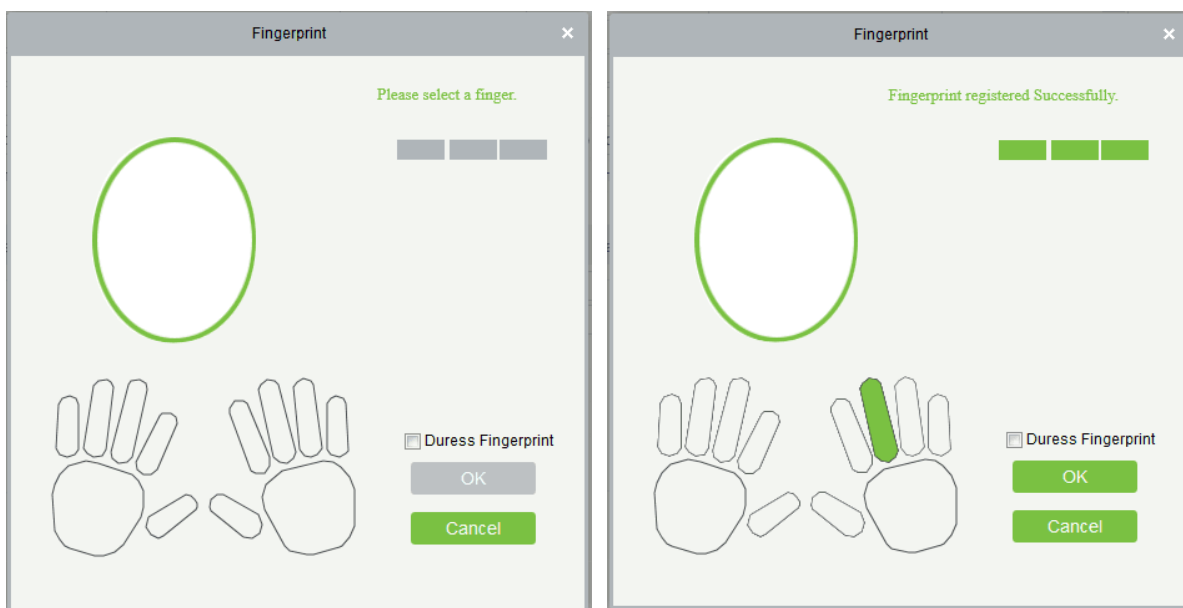 Fingerprint
Please select a finger.
Duress Fingerprint
OK
Cancel
Fingerprint
Fingerprint registered Successfully.
Duress Fingerprint
OK
Cancel